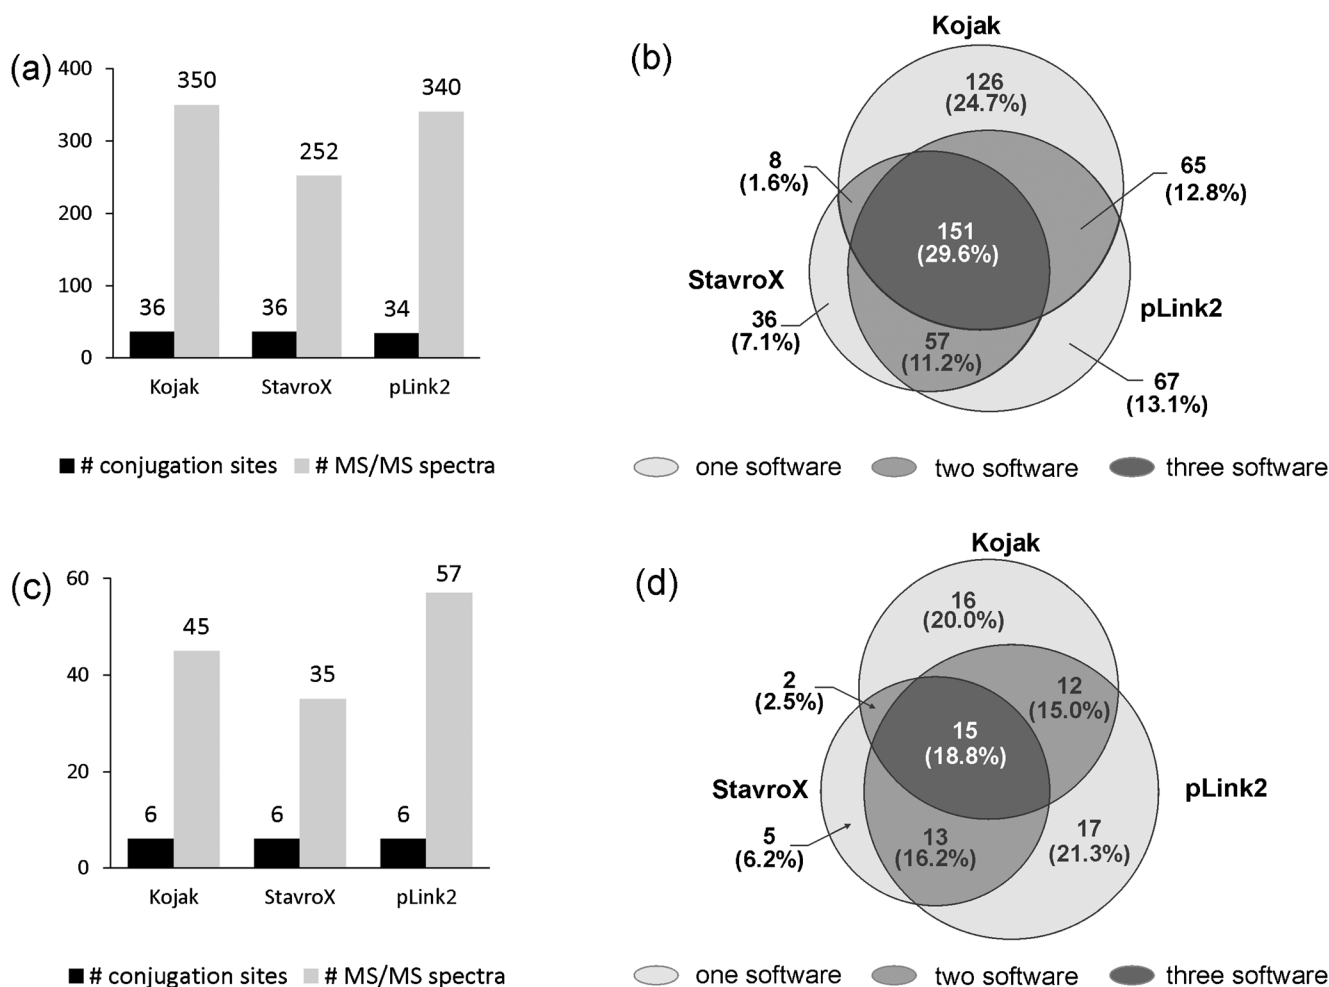 (a)
400
300
200
100
0
350
252
340
36
36
34
Kojak
StavroX
pLink2
# conjugation sites # MS/MS spectra
(b)
Kojak
126
(24.7%)
8
(1.6%)
65
(12.8%)
151
(29.6%)
StavroX
36
(7.1%)
pLink2
57
(11.2%)
67
(13.1%)
one software two software three software
(c)
60
40
20
0
45
35
57
6
6
6
Kojak
StavroX
pLink2
# conjugation sites # MS/MS spectra
(d)
Kojak
16
(20.0%)
2
(2.5%)
12
(15.0%)
15
(18.8%)
StavroX
pLink2
5
(6.2%)
13
(16.2%)
17
(21.3%)
one software two software three software